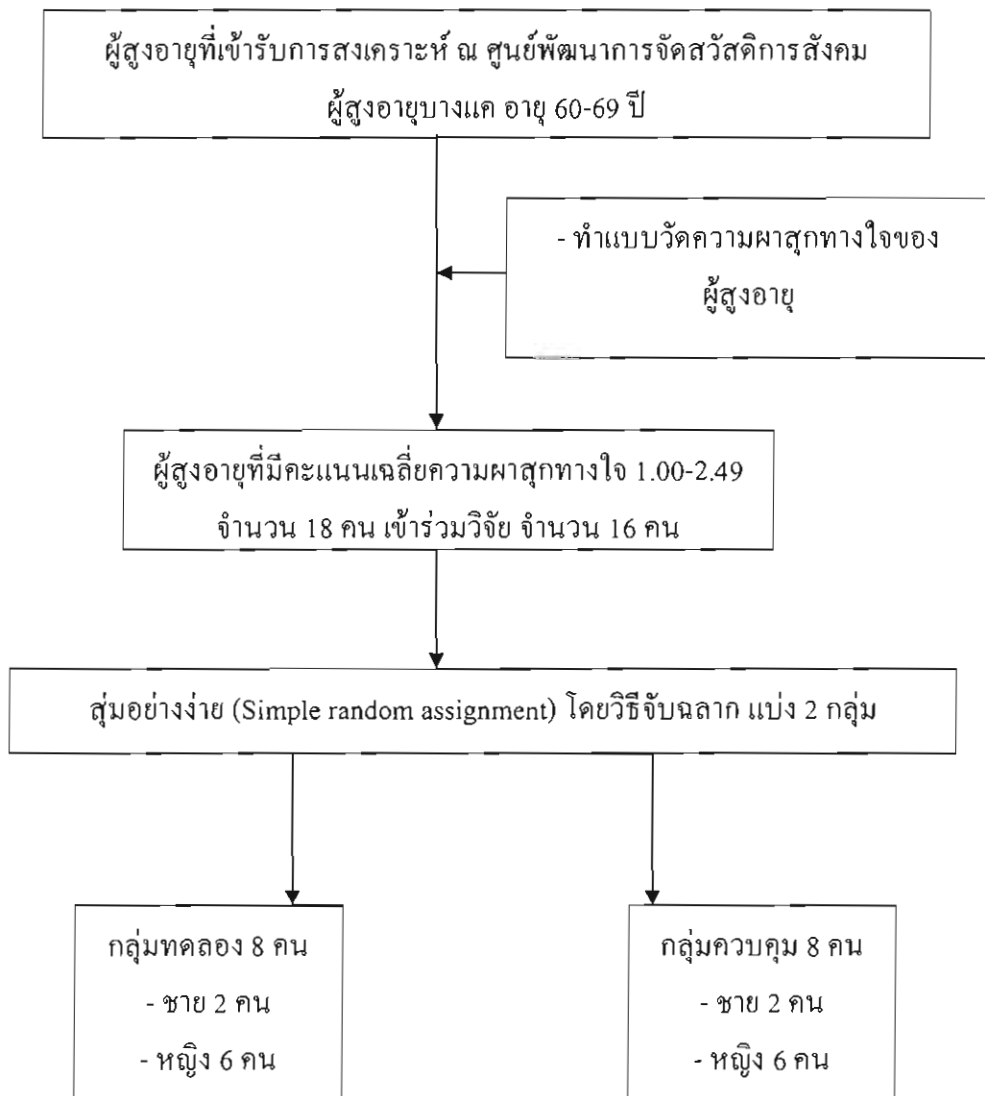 ผู้สูงอายุที่เข้ารับการสงเคราะห์ ณ ศูนย์พัฒนาการจัดสวัสดิการสังคม
ผู้สูงอายุบางแค อายุ 60-69 ปี
- ทำแบบวัดความผาสุกทางใจของ
ผู้สูงอายุ
ผู้สูงอายุที่มีคะแนนเฉลี่ยความผาสุกทางใจ 1.00-2.49
จำนวน 18 คน เข้าร่วมวิจัย จำนวน 16 คน
สุ่มอย่างง่าย (Simple random assignment) โดยวิธีจับฉลาก แบ่ง 2 กลุ่ม
กลุ่มทดลอง 8 คน
- ชาย 2 คน
- หญิง 6 คน
กลุ่มควบคุม 8 คน
- ชาย 2 คน
- หญิง 6 คน